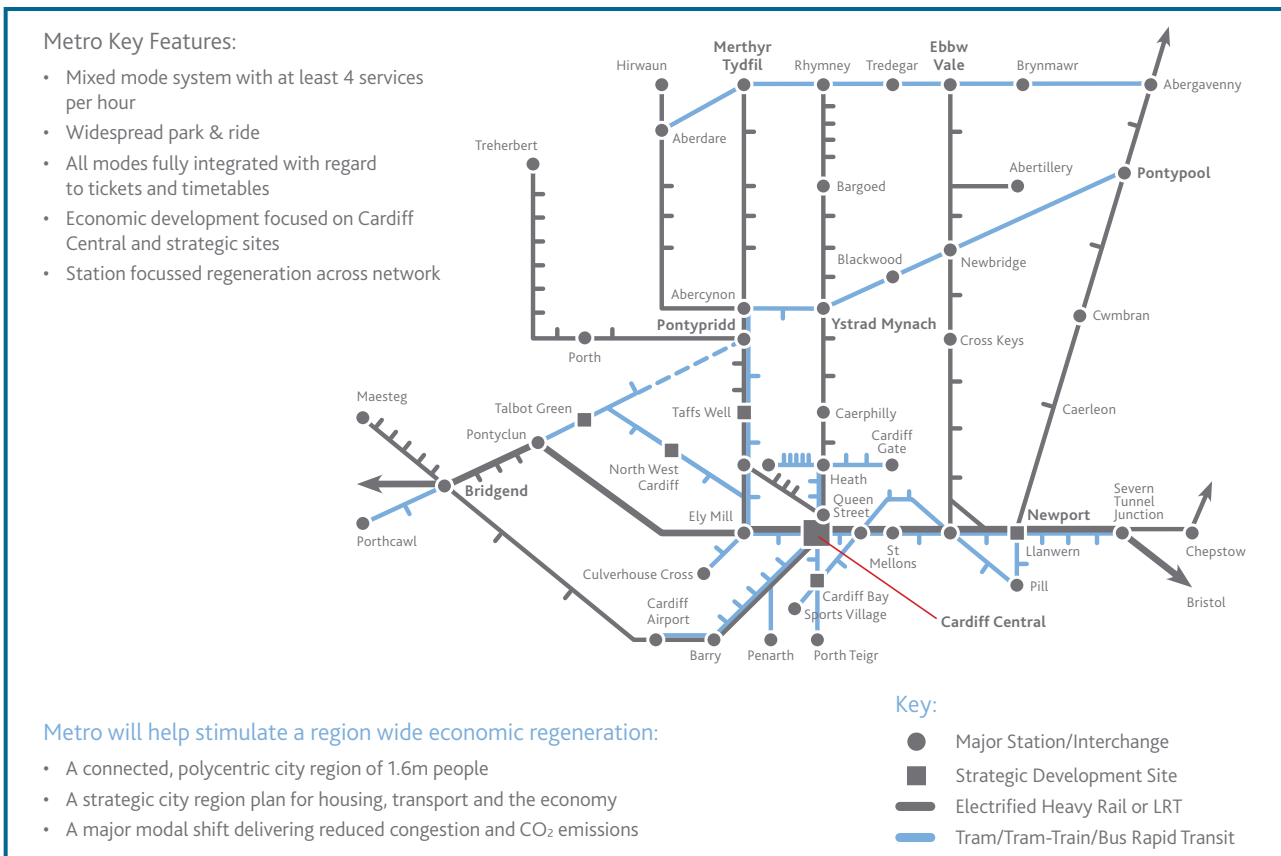 Metro Key Features:
• Mixed mode system with at least 4 services
per hour
• Widespread park & ride
• All modes fully integrated with regard
to tickets and timetables
• Economic development focused on Cardiff
Central and strategic sites
• Station focussed regeneration across network
Hirwaun
Merthyr
Tydfil
Rhymney
Tredegar
Ebbw
Vale
Brynmawr
Abergavenny
Aberdare
Treherbert
Bargoed
Abertillery
Pontypool
Blackwood
Newbridge
Abercynon
Pontypridd
Ystrad Mynach
Cwmbran
Porth
Cross Keys
Maesteg
Talbot Green
Taffs Well
Caerphilly
Caerleon
Pontyclun
North West
Cardiff
Cardiff
Gate
Heath
Bridgend
Queen
Street
Ely Mill
Newport
Severn
Tunnel
Junction
Porthcawl
St
Mellons
Llanwern
Chepstow
Culverhouse Cross
Pill
Bristol
Cardiff Bay
Sports Village
Cardiff
Airport
Cardiff Central
Barry
Penarth
Porth Teigr
Metro will help stimulate a region wide economic regeneration:
• A connected, polycentric city region of 1.6m people
• A strategic city region plan for housing, transport and the economy
• A major modal shift delivering reduced congestion and CO₂ emissions
Key:
Major Station/Interchange
Strategic Development Site
Electrified Heavy Rail or LRT
Tram/Tram-Train/Bus Rapid Transit